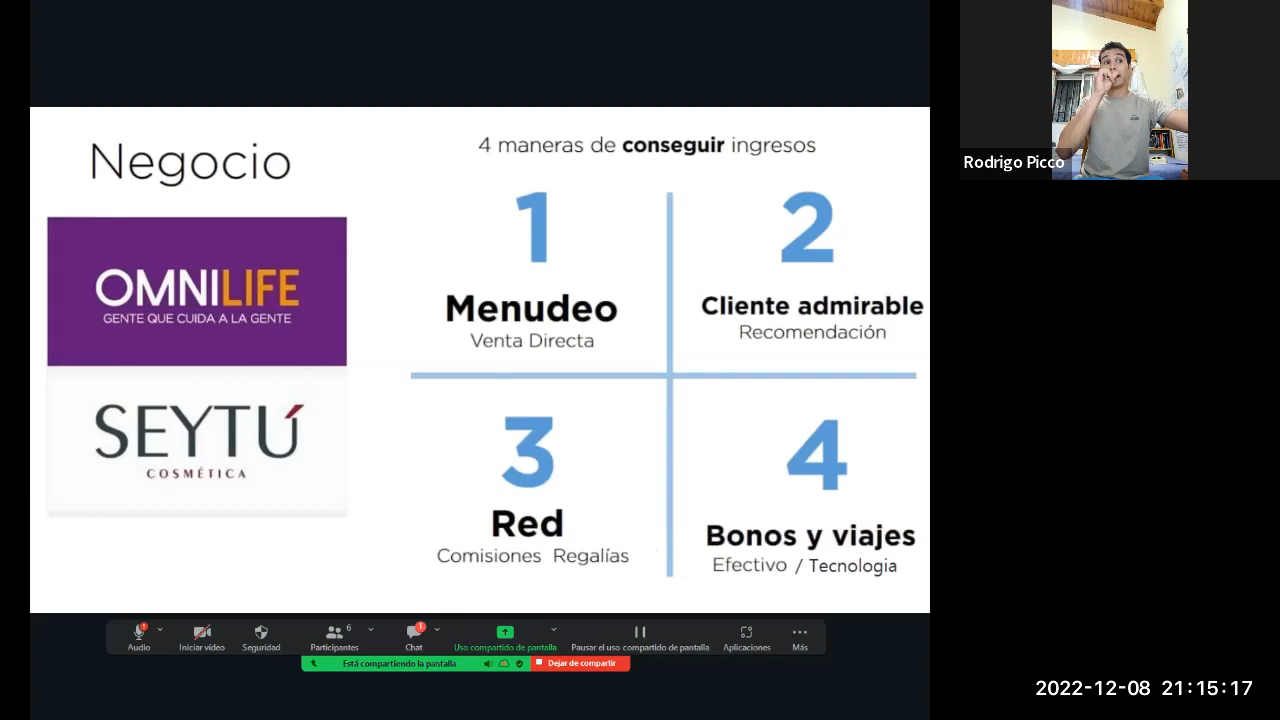 Negocio
OMNILIFE
GENTE QUE CUIDA A LA GENTE
SEYTÚ
COSMÉTICA
4 maneras de conseguir ingresos
1
Menudeo
Venta Directa
2
Cliente admirable
Recomendación
3
Red
Comisiones Regalías
4
Bonos y viajes
Efectivo / Tecnologia
Rodrigo Picco
Audio
Iniciar vídeo
Seguridad
6
Participantes
1
Chat
Uso compartido de pantalla
Pausar el uso compartido de pantalla
Aplicaciones
Más
Está compartiendo la pantalla
Dejar de compartir
2022-12-08 21:15:17